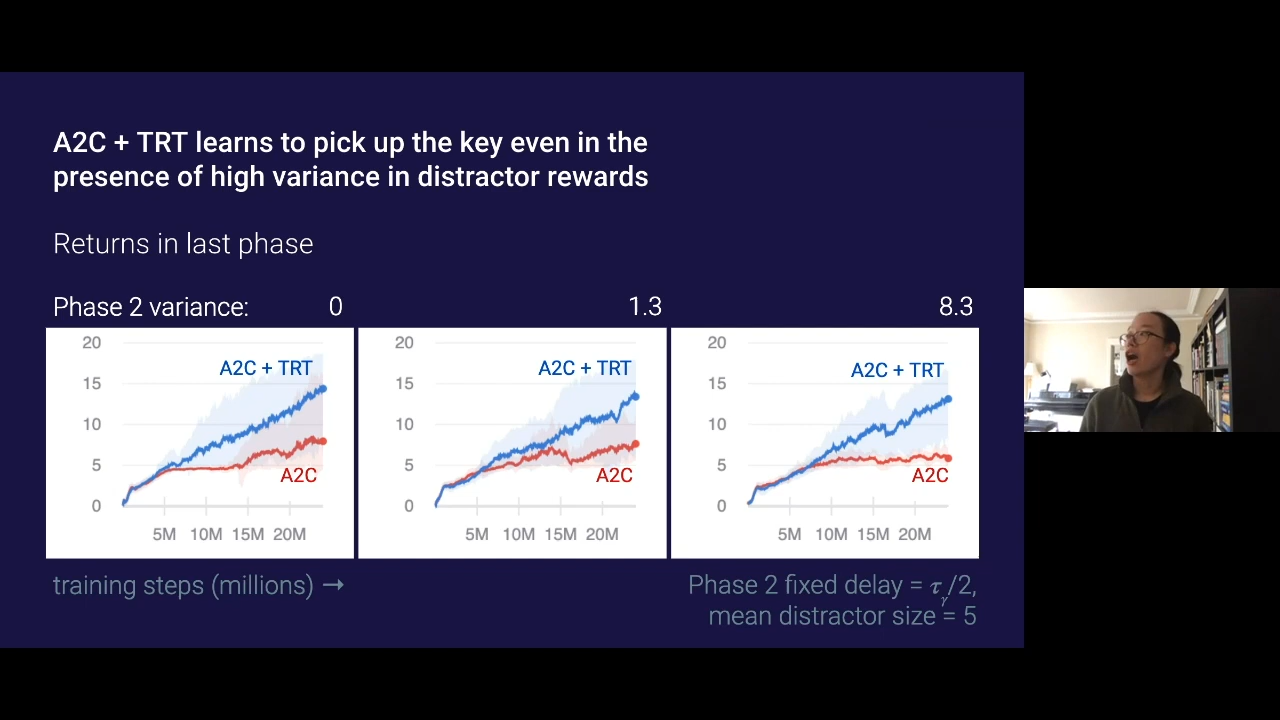 A2C + TRT learns to pick up the key even in the
presence of high variance in distractor rewards
Returns in last phase
Phase 2 variance: 0 1.3 8.3
20
15
10
5
0
A2C + TRT
A2C
5M 10M 15M 20M
20
15
10
5
0
A2C + TRT
A2C
5M 10M 15M 20M
20
15
10
5
0
A2C + TRT
A2C
5M 10M 15M 20M
training steps (millions) →
Phase 2 fixed delay = τγ/2,
mean distractor size = 5